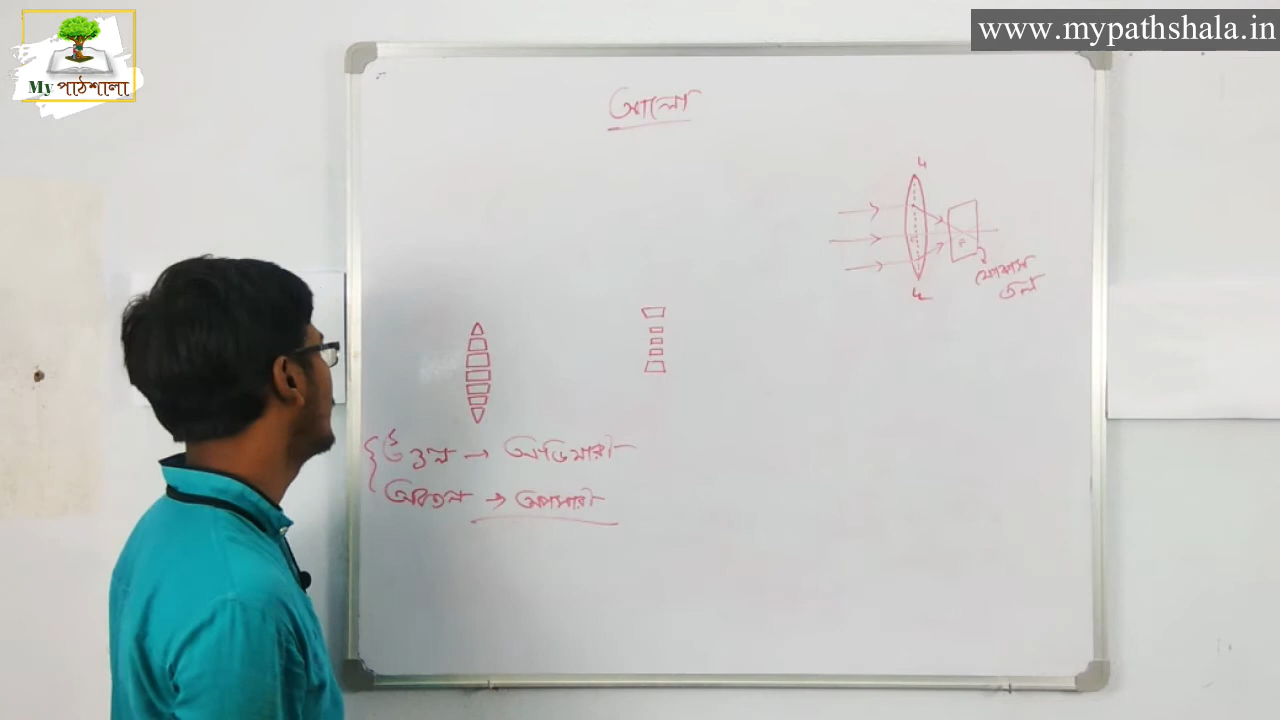 My পাঠশালা
www.mypathshala.in
আলো
ফোকাস
তল
উত্তল → অভিসারী
অবতল → অপসারী